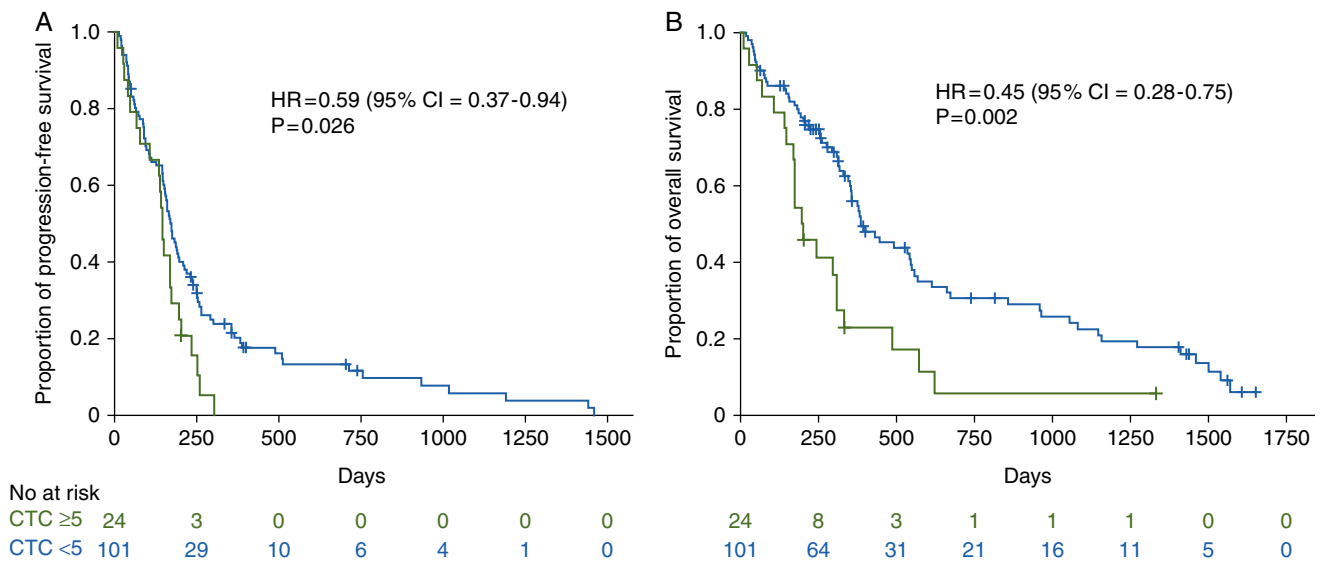 A
Proportion of progression-free survival
1.0
0.8
0.6
0.4
0.2
0
HR=0.59 (95% CI = 0.37-0.94)
P=0.026
0 250 500 750 1000 1250 1500
Days
B
Proportion of overall survival
1.0
0.8
0.6
0.4
0.2
0
HR=0.45 (95% CI = 0.28-0.75)
P=0.002
0 250 500 750 1000 1250 1500 1750
Days
No at risk
CTC ≥5 24 3 0 0 0 0 0 24 8 3 1 1 1 0 0
CTC <5 101 29 10 6 4 1 0 101 64 31 21 16 11 5 0